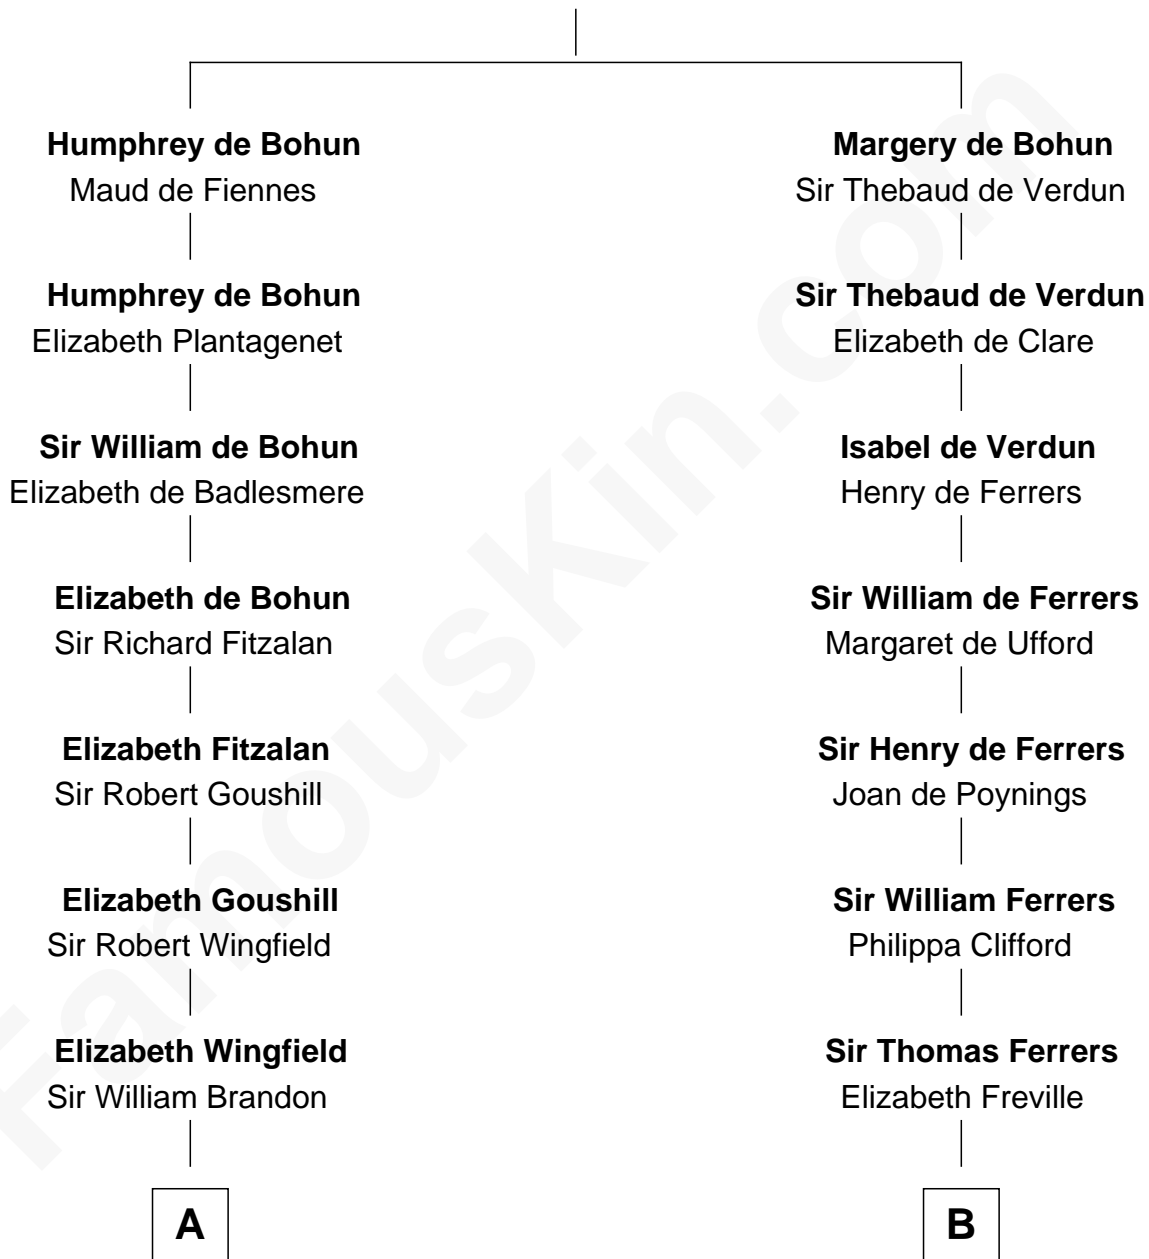 Humphrey de Bohun
Maud de Fiennes
Humphrey de Bohun
Elizabeth Plantagenet
Sir William de Bohun
Elizabeth de Badlesmere
Elizabeth de Bohun
Sir Richard Fitzalan
Elizabeth Fitzalan
Sir Robert Goushill
Elizabeth Goushill
Sir Robert Wingfield
Elizabeth Wingfield
Sir William Brandon
A
Margery de Bohun
Sir Thebaud de Verdun
Sir Thebaud de Verdun
Elizabeth de Clare
Isabel de Verdun
Henry de Ferrers
Sir William de Ferrers
Margaret de Ufford
Sir Henry de Ferrers
Joan de Poynings
Sir William Ferrers
Philippa Clifford
Sir Thomas Ferrers
Elizabeth Freville
B
FamousKin.com